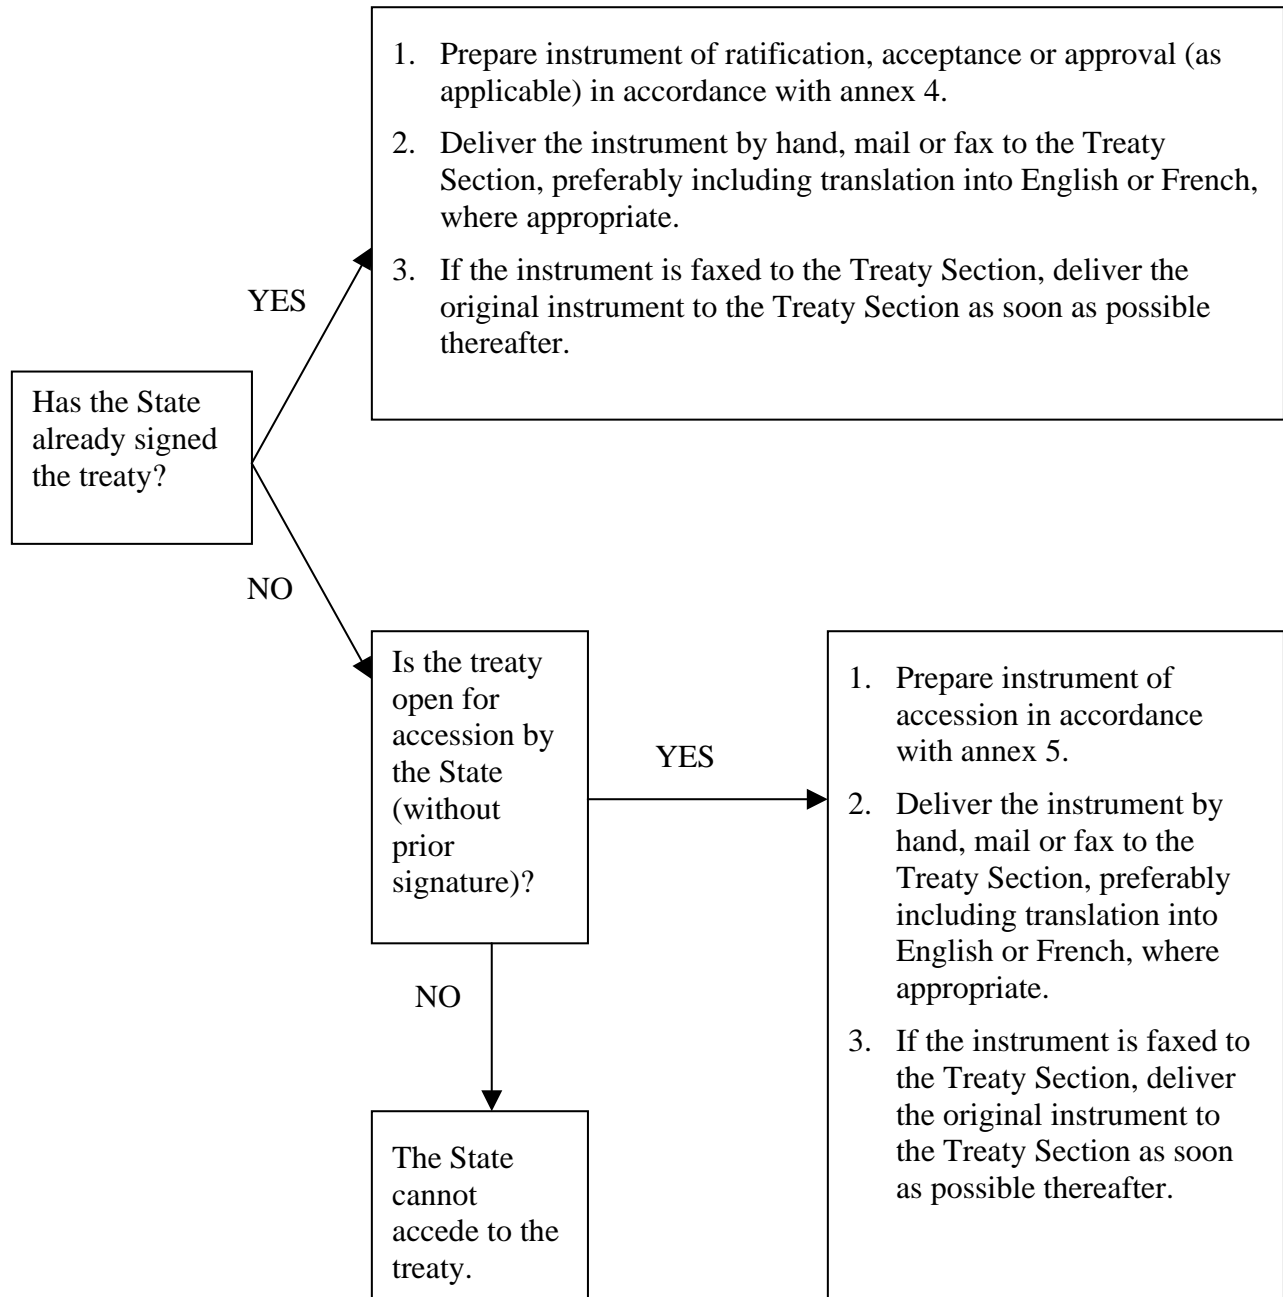 1. Prepare instrument of ratification, acceptance or approval (as
applicable) in accordance with annex 4.
2. Deliver the instrument by hand, mail or fax to the Treaty
Section, preferably including translation into English or French,
where appropriate.
3. If the instrument is faxed to the Treaty Section, deliver the
original instrument to the Treaty Section as soon as possible
thereafter.
YES
Has the State
already signed
the treaty?
NO
Is the treaty
open for
accession by
the State
(without
prior
signature)?
YES
1. Prepare instrument of
accession in accordance
with annex 5.
2. Deliver the instrument by
hand, mail or fax to the
Treaty Section, preferably
including translation into
English or French, where
appropriate.
3. If the instrument is faxed to
the Treaty Section, deliver
the original instrument to
the Treaty Section as soon
as possible thereafter.
NO
The State
cannot
accede to the
treaty.